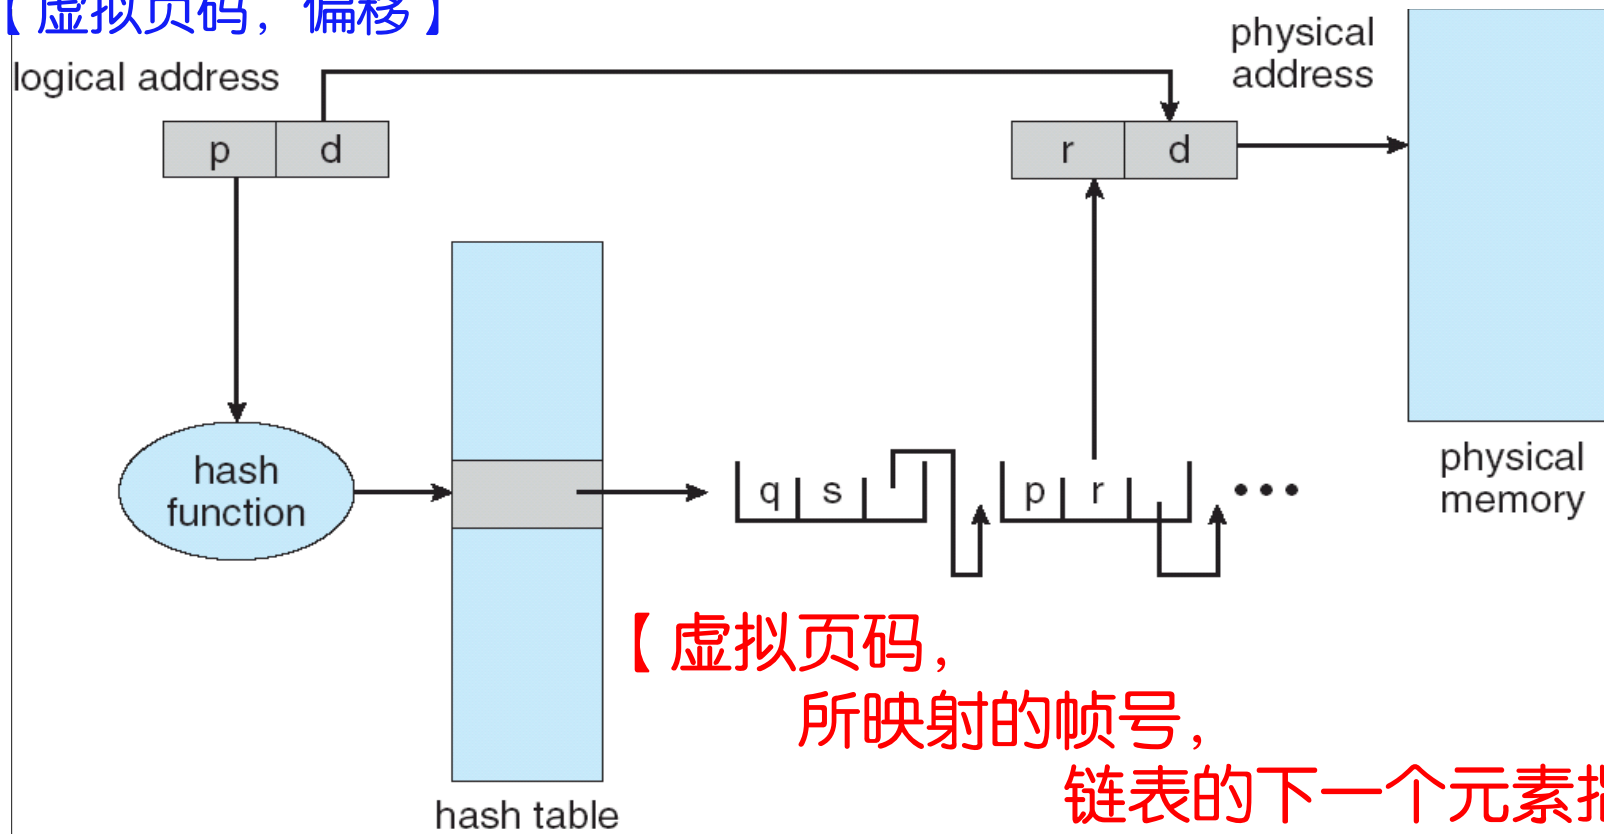 【虚拟页码，偏移】
logical address
physical
address
p d
r d
hash
function
q s
p r
•••
physical
memory
【虚拟页码，
所映射的帧号，
链表的下一个元素指
hash table